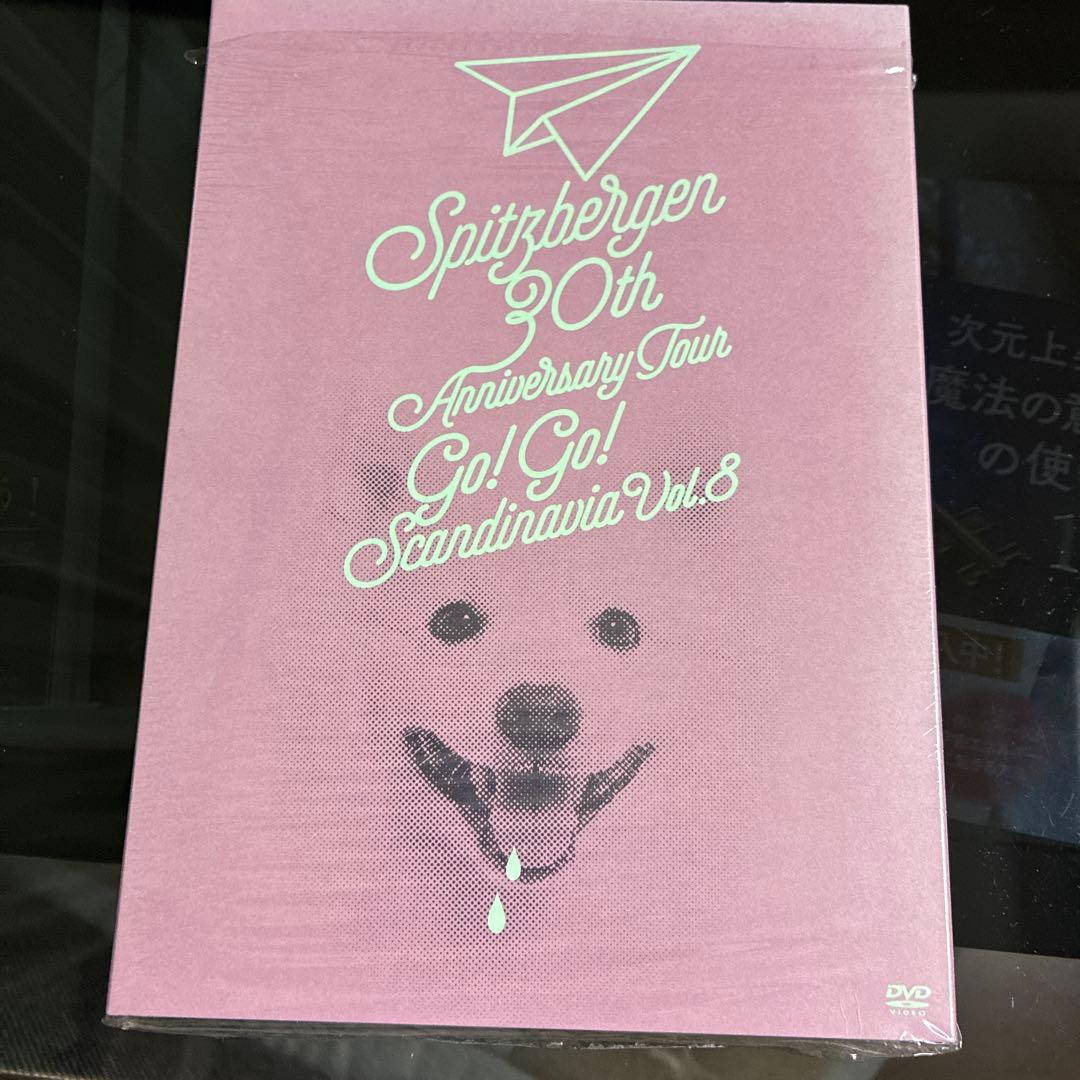 Spitzbergen
30th
Anniversary Tour
Go! Go!
Scandinavia Vol.8
DVD
VIDEO
次元上
魔法の
の使